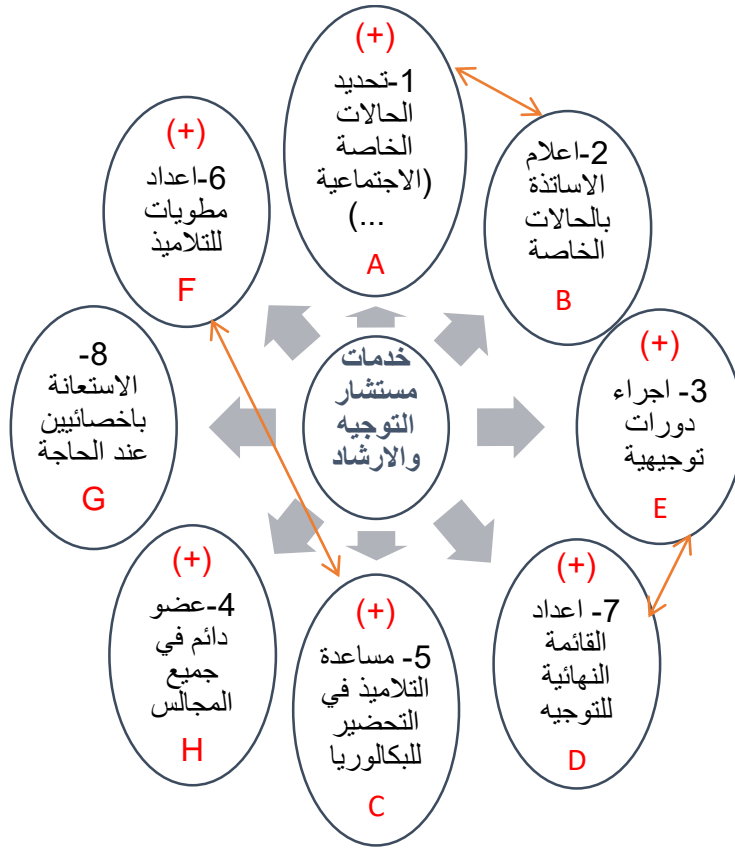 (+)
1-تحديد
الحالات
الخاصة
(الاجتماعية
...)
A
2-اعلام
الاساتذة
بالحالات
الخاصة
B
(+)
3- اجراء
دورات
توجيهية
E
(+)
7- اعداد
القائمة
النهائية
للتوجيه
D
(+)
5- مساعدة
التلاميذ في
التحضير
للبكالوريا
C
(+)
4-عضو
دائم في
جميع
المجالس
H
8-
الاستعانة
باخصائيين
عند الحاجة
G
(+)
6-اعداد
مطويات
للتلاميذ
F
خدمات
مستشار
التوجيه
والارشاد